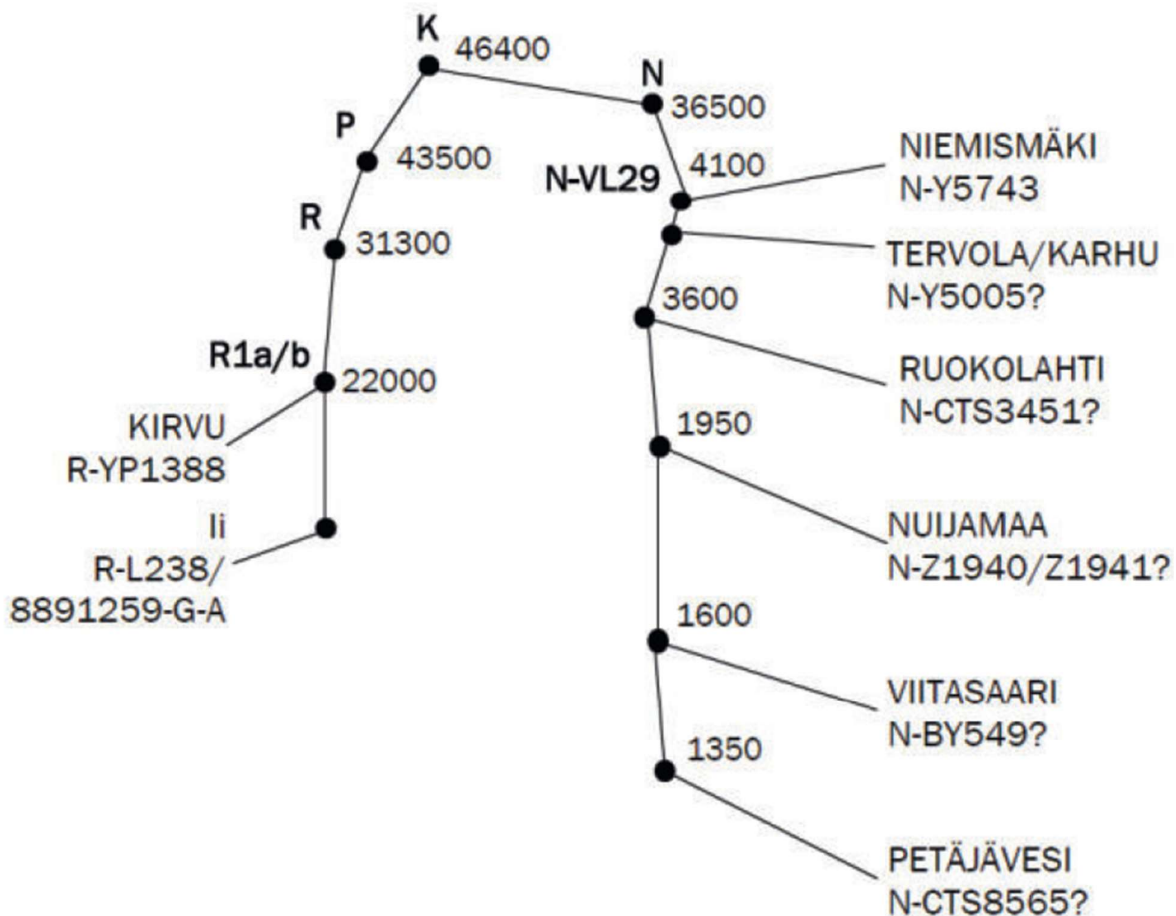 K
46400
N
36500
P
43500
4100
N-VL29
NIEMISMÄKI
N-Y5743
R
31300
TERVOLA/KARHU
N-Y5005?
3600
R1a/b
22000
RUOKOLAHTI
N-CTS3451?
KIRVU
R-YP1388
1950
Ii
R-L238/
8891259-G-A
NUIJAMAA
N-Z1940/Z1941?
1600
VIITASAARI
N-BY549?
1350
PETÄJÄVESI
N-CTS8565?